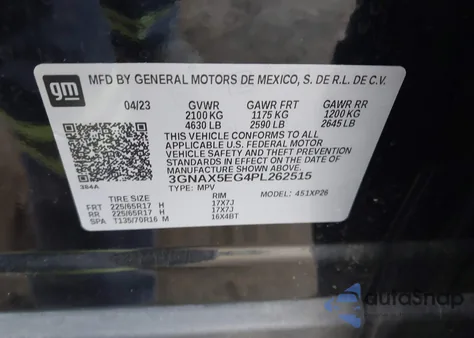 gm
MFD BY GENERAL MOTORS DE MEXICO, S. DE R.L. DE C.V.
04/23 GVWR GAWR FRT GAWR RR
2100 KG 1175 KG 1200 KG
4630 LB 2590 LB 2645 LB
THIS VEHICLE CONFORMS TO ALL
APPLICABLE U.S. FEDERAL MOTOR
VEHICLE SAFETY, BUMPER, AND THEFT PREVENTION
STANDARDS IN EFFECT ON THE DATE
OF MANUFACTURE SHOWN ABOVE.
3GNAX5EG4PL262515
TYPE: MPV MODEL: 451XP26
TIRE SIZE RIM
FRT 225/65R17 H 17X7J
RR 225/65R17 H 17X7J
SPA T135/70R16 M 16X4BT
autoSnap